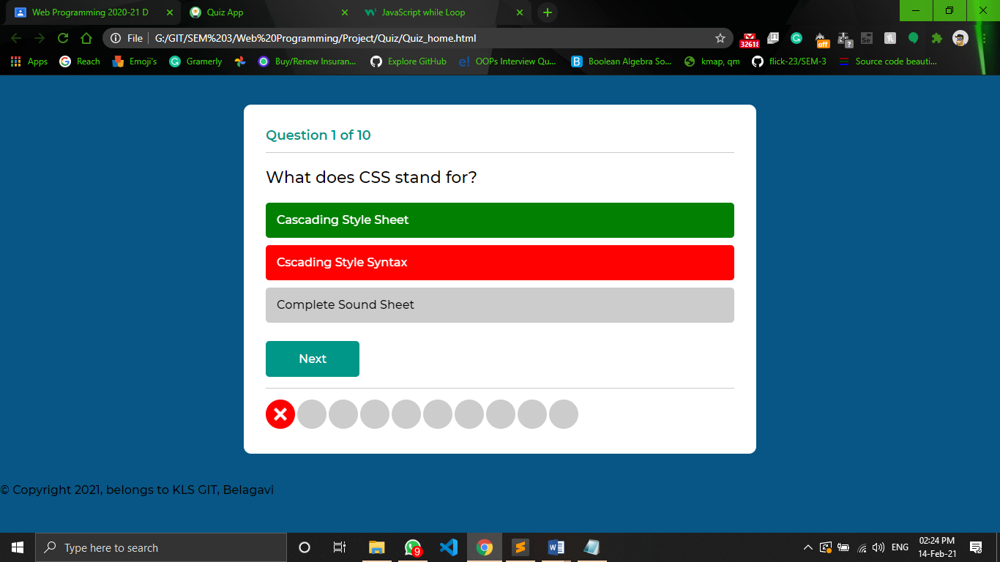 Web Programming 2020-21 D
Quiz App
JavaScript while Loop
File
G:/GIT/SEM%203/Web%20Programming/Project/Quiz/Quiz_home.html
32618
off
?
Se
Apps
Reach
Emoji's
Gramerly
Buy/Renew Insuran...
Explore GitHub
e!
OOPs Interview Qu...
B
Boolean Algebra So...
kmap, qm
flick-23/SEM-3
Source code beauti...
Question 1 of 10
What does CSS stand for?
Cascading Style Sheet
Cscading Style Syntax
Complete Sound Sheet
Next
© Copyright 2021, belongs to KLS GIT, Belagavi
Type here to search
9
ENG
02:24 PM
14-Feb-21